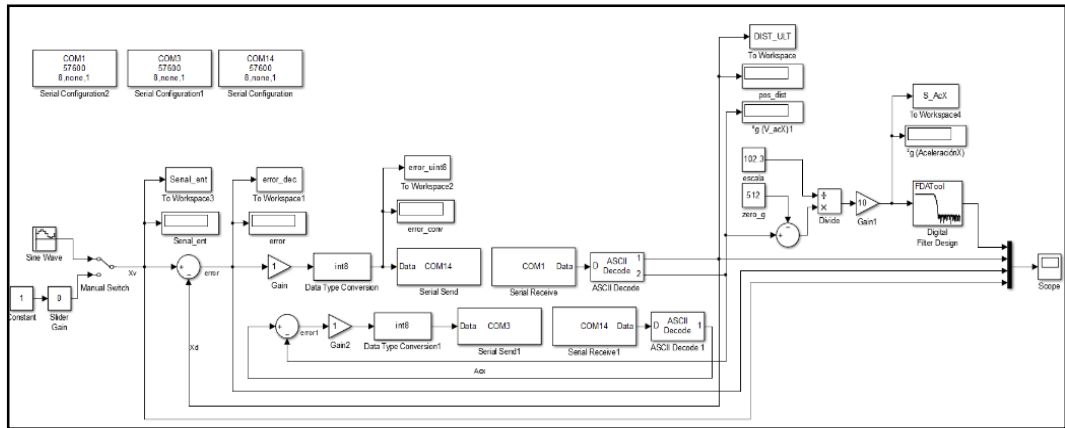 COM1
57600
8,none,1
Serial Configuration2
COM3
57600
8,none,1
Serial Configuration1
COM14
57600
8,none,1
Serial Configuration
DIST_ULT
To Workspace
pos_dist
*g (V_acX)1
S_AcX
To Workspace4
*g (AceleraciónX)
102.3
escala
512
zero_g
÷
×
Divide
10
Gain1
FDATool
Digital
Filter Design
Scope
Senal_ent
To Workspace3
Senal_ent
error_dec
To Workspace1
error
error_uint8
To Workspace2
error_conv
Sine Wave
Manual Switch
1
Constant
0
Slider
Gain
Xv
error
1
Gain
int8
Data Type Conversion
Data COM14
Serial Send
COM1 Data
Serial Receive
D ASCII Decode 1 2
ASCII Decode
Xd
error1
1
Gain2
int8
Data Type Conversion1
Data COM3
Serial Send1
COM14 Data
Serial Receive1
D ASCII Decode 1
ASCII Decode 1
Acx